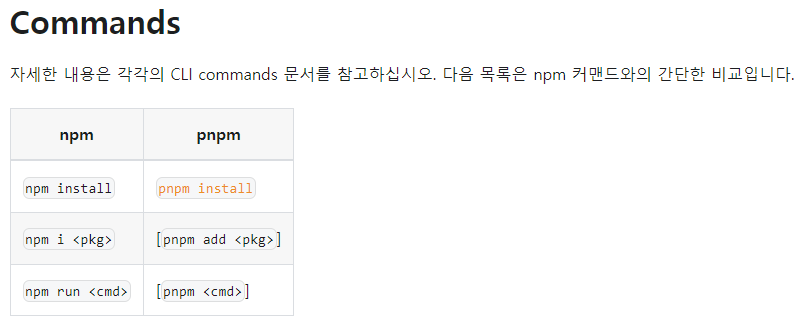 Commands
자세한 내용은 각각의 CLI commands 문서를 참고하십시오. 다음 목록은 npm 커맨드와의 간단한 비교입니다.
npm pnpm
npm install pnpm install
npm i <pkg> [pnpm add <pkg>]
npm run <cmd> [pnpm <cmd>]